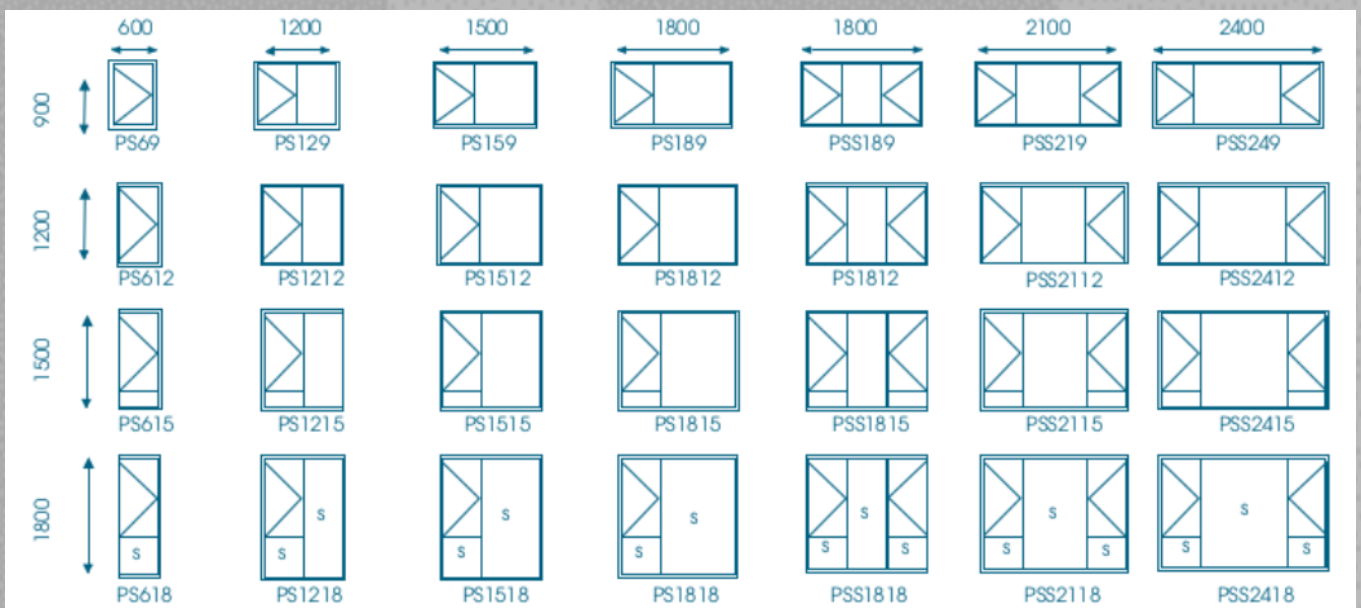 600 1200 1500 1800 1800 2100 2400
900
PS69 PS129 PS159 PS189 PSS189 PSS219 PSS249
1200
PS612 PS1212 PS1512 PS1812 PS1812 PSS2112 PSS2412
1500
PS615 PS1215 PS1515 PS1815 PSS1815 PSS2115 PSS2415
1800
S S S S S
S S S S S S S S S S
PS618 PS1218 PS1518 PS1818 PSS1818 PSS2118 PSS2418